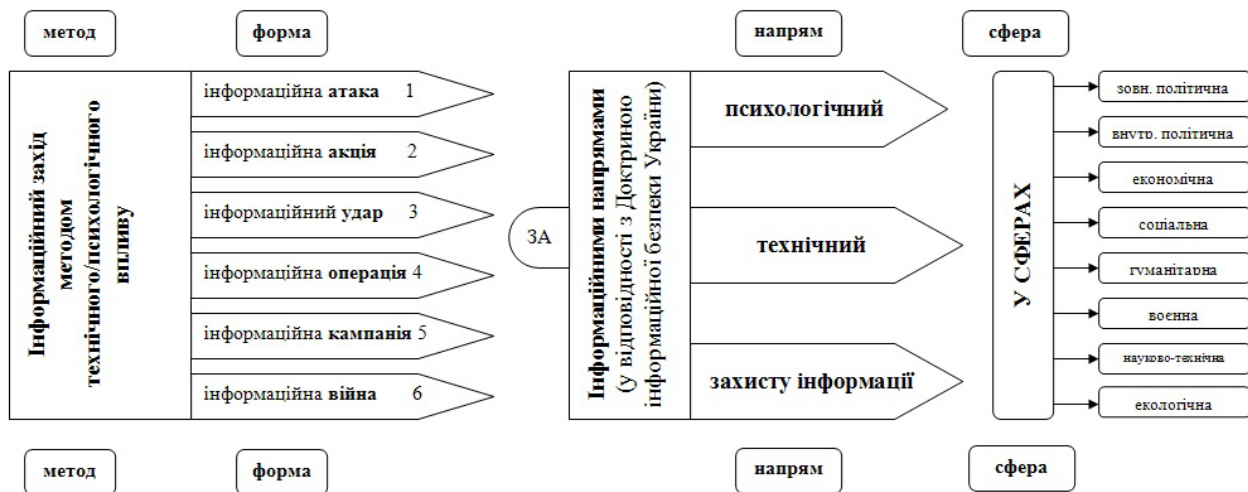 метод
форма
напрям
сфера
Інформаційний захід
методом
технічного/психологічного
впливу
інформаційна атака 1
інформаційна акція 2
інформаційний удар 3
інформаційна операція 4
інформаційна кампанія 5
інформаційна війна 6
ЗА
Інформаційними напрямами
(у відповідності з Доктриною
інформаційної безпеки України)
психологічний
технічний
захисту інформації
У СФЕРАХ
зовн. політична
внутр. політична
економічна
соціальна
гуманітарна
воєнна
науково-технічна
екологічна
метод
форма
напрям
сфера